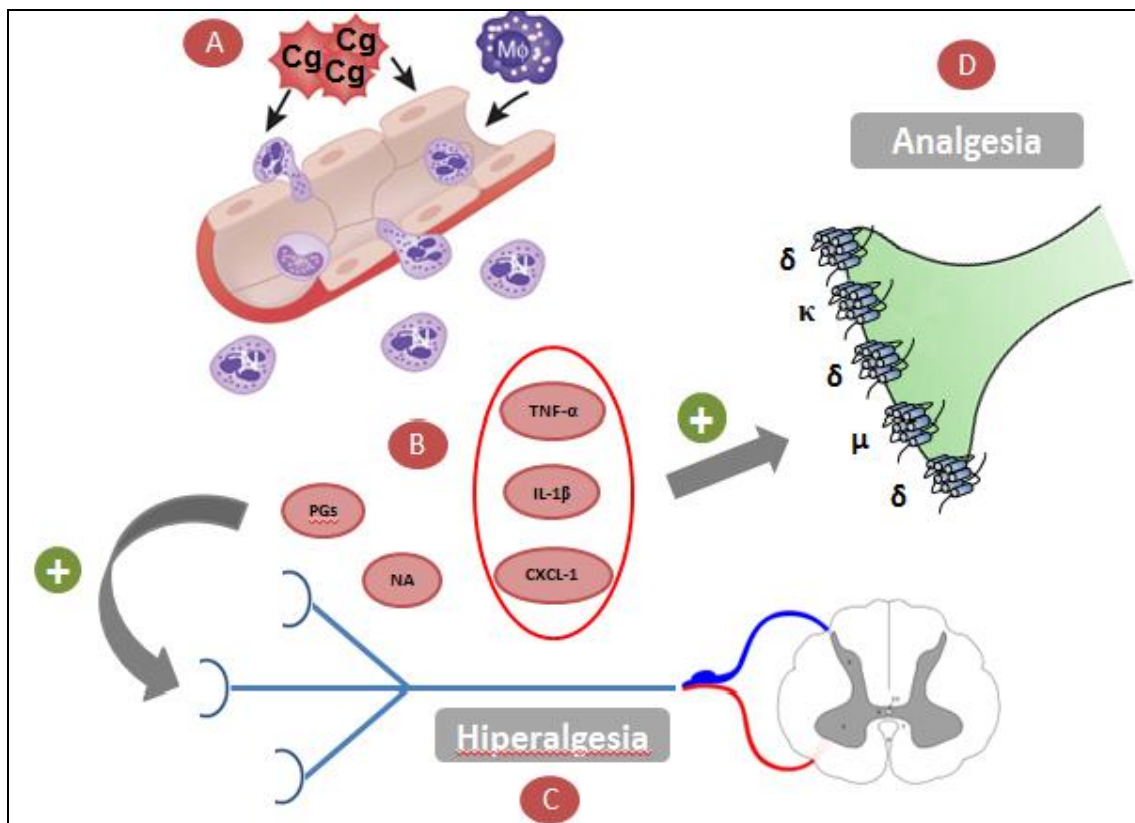 A
Cg
Cg
Cg
Mϕ
D
Analgesia
δ
κ
δ
μ
δ
N
N
N
B
TNF-α
IL-1β
CXCL-1
PGs
NA
+
+
Hiperalgesia
C